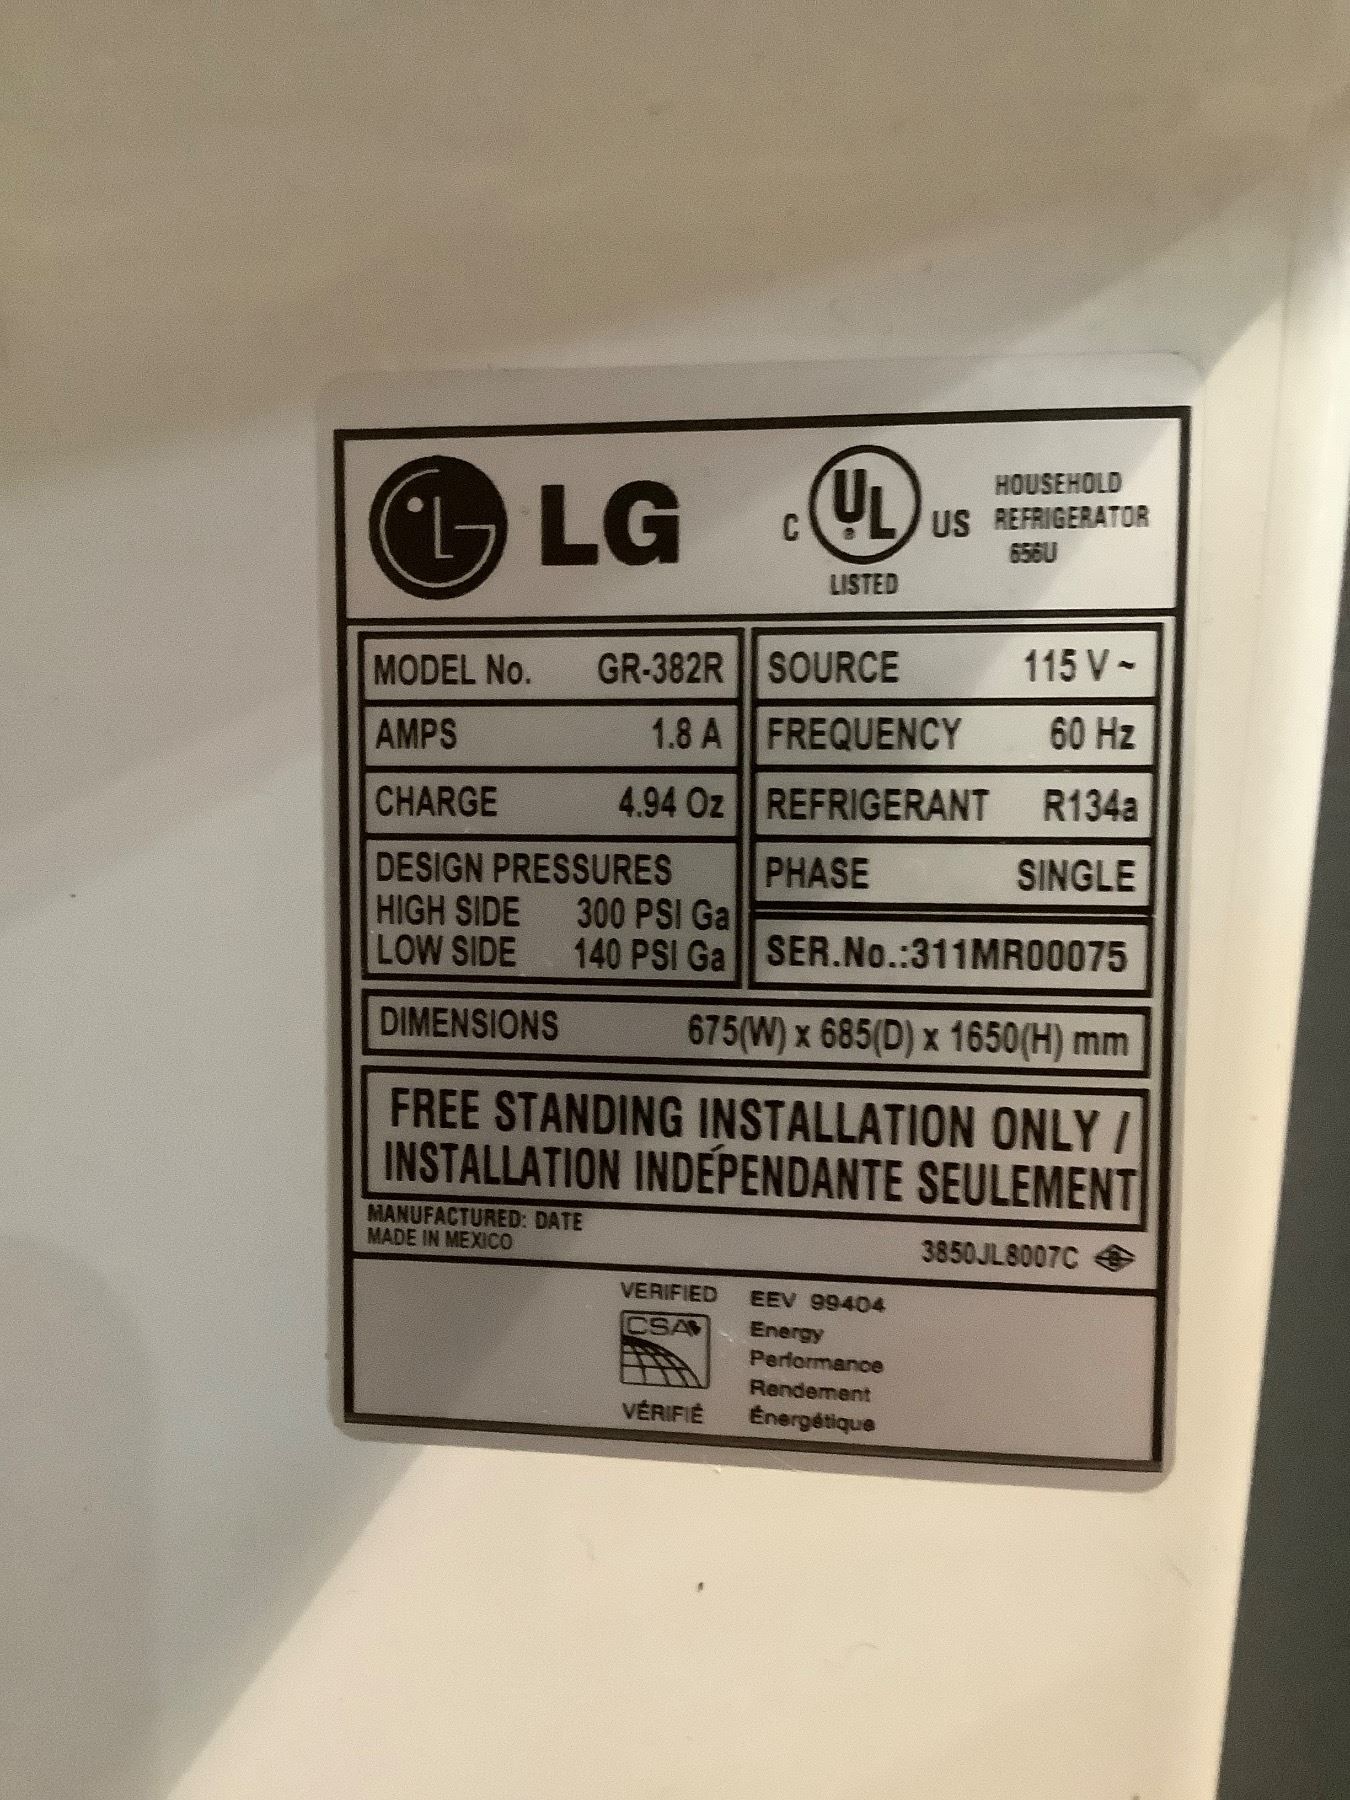 LG
C UL US
LISTED
HOUSEHOLD
REFRIGERATOR
656U
MODEL No. GR-382R
AMPS 1.8 A
CHARGE 4.94 Oz
DESIGN PRESSURES
HIGH SIDE 300 PSI Ga
LOW SIDE 140 PSI Ga
SOURCE 115 V ~
FREQUENCY 60 Hz
REFRIGERANT R134a
PHASE SINGLE
SER.No.:311MR00075
DIMENSIONS 675(W) x 685(D) x 1650(H) mm
FREE STANDING INSTALLATION ONLY /
INSTALLATION INDÉPENDANTE SEULEMENT
MANUFACTURED: DATE
MADE IN MEXICO
3850JL8007C
VERIFIED
CSA
VÉRIFIÉ
EEV 99404
Energy
Performance
Rendement
Énergétique